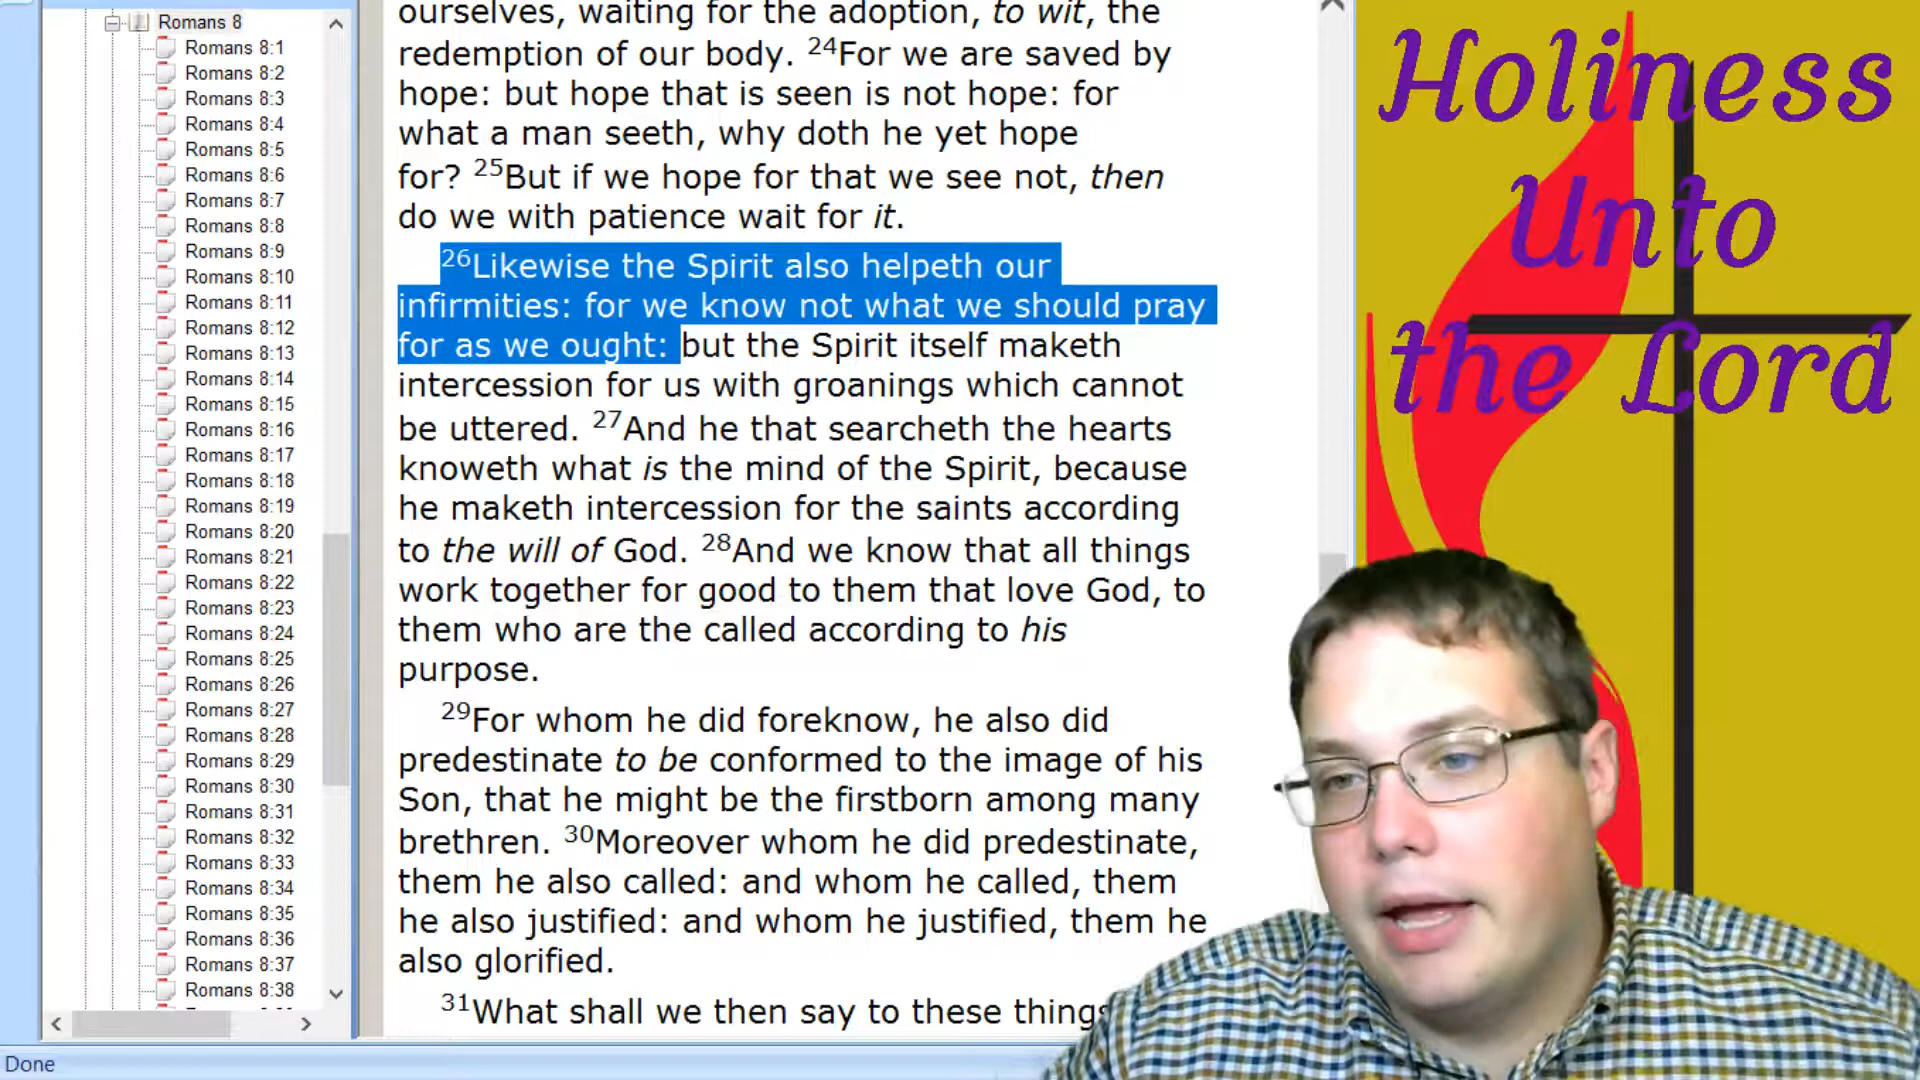 Romans 8
Romans 8:1
Romans 8:2
Romans 8:3
Romans 8:4
Romans 8:5
Romans 8:6
Romans 8:7
Romans 8:8
Romans 8:9
Romans 8:10
Romans 8:11
Romans 8:12
Romans 8:13
Romans 8:14
Romans 8:15
Romans 8:16
Romans 8:17
Romans 8:18
Romans 8:19
Romans 8:20
Romans 8:21
Romans 8:22
Romans 8:23
Romans 8:24
Romans 8:25
Romans 8:26
Romans 8:27
Romans 8:28
Romans 8:29
Romans 8:30
Romans 8:31
Romans 8:32
Romans 8:33
Romans 8:34
Romans 8:35
Romans 8:36
Romans 8:37
Romans 8:38
ourselves, waiting for the adoption, to wit, the
redemption of our body. 24For we are saved by
hope: but hope that is seen is not hope: for
what a man seeth, why doth he yet hope
for? 25But if we hope for that we see not, then
do we with patience wait for it.
26Likewise the Spirit also helpeth our
infirmities: for we know not what we should pray
for as we ought: but the Spirit itself maketh
intercession for us with groanings which cannot
be uttered. 27And he that searcheth the hearts
knoweth what is the mind of the Spirit, because
he maketh intercession for the saints according
to the will of God. 28And we know that all things
work together for good to them that love God, to
them who are the called according to his
purpose.
29For whom he did foreknow, he also did
predestinate to be conformed to the image of his
Son, that he might be the firstborn among many
brethren. 30Moreover whom he did predestinate,
them he also called: and whom he called, them
he also justified: and whom he justified, them he
also glorified.
31What shall we then say to these things
Holiness
Unto
the Lord
Done